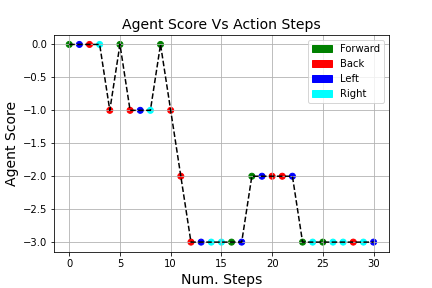 Agent Score Vs Action Steps
0.0
−0.5
−1.0
−1.5
−2.0
−2.5
−3.0
Agent Score
Forward
Back
Left
Right
0 5 10 15 20 25 30
Num. Steps